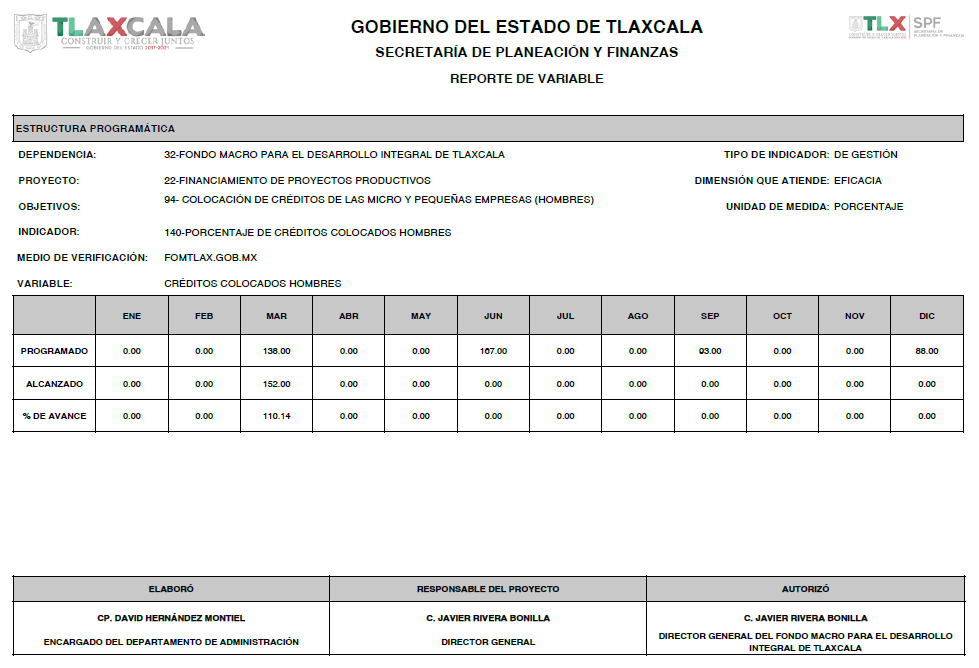 TLAXCALA
CONSTRUIR Y CRECER JUNTOS
GOBIERNO DEL ESTADO 2017-2021
GOBIERNO DEL ESTADO DE TLAXCALA
SECRETARÍA DE PLANEACIÓN Y FINANZAS
REPORTE DE VARIABLE
TLX SPF
ESTRUCTURA PROGRAMÁTICA
DEPENDENCIA: 32-FONDO MACRO PARA EL DESARROLLO INTEGRAL DE TLAXCALA TIPO DE INDICADOR: DE GESTIÓN
PROYECTO: 22-FINANCIAMIENTO DE PROYECTOS PRODUCTIVOS DIMENSIÓN QUE ATIENDE: EFICACIA
OBJETIVOS: 94- COLOCACIÓN DE CRÉDITOS DE LAS MICRO Y PEQUEÑAS EMPRESAS (HOMBRES) UNIDAD DE MEDIDA: PORCENTAJE
INDICADOR: 140-PORCENTAJE DE CRÉDITOS COLOCADOS HOMBRES
MEDIO DE VERIFICACIÓN: FOMTLAX.GOB.MX
VARIABLE: CRÉDITOS COLOCADOS HOMBRES
ENE FEB MAR ABR MAY JUN JUL AGO SEP OCT NOV DIC
PROGRAMADO 0.00 0.00 138.00 0.00 0.00 167.00 0.00 0.00 93.00 0.00 0.00 88.00
ALCANZADO 0.00 0.00 152.00 0.00 0.00 0.00 0.00 0.00 0.00 0.00 0.00 0.00
% DE AVANCE 0.00 0.00 110.14 0.00 0.00 0.00 0.00 0.00 0.00 0.00 0.00 0.00
ELABORÓ RESPONSABLE DEL PROYECTO AUTORIZÓ
CP. DAVID HERNÁNDEZ MONTIEL C. JAVIER RIVERA BONILLA C. JAVIER RIVERA BONILLA
ENCARGADO DEL DEPARTAMENTO DE ADMINISTRACIÓN DIRECTOR GENERAL DIRECTOR GENERAL DEL FONDO MACRO PARA EL DESARROLLO
INTEGRAL DE TLAXCALA